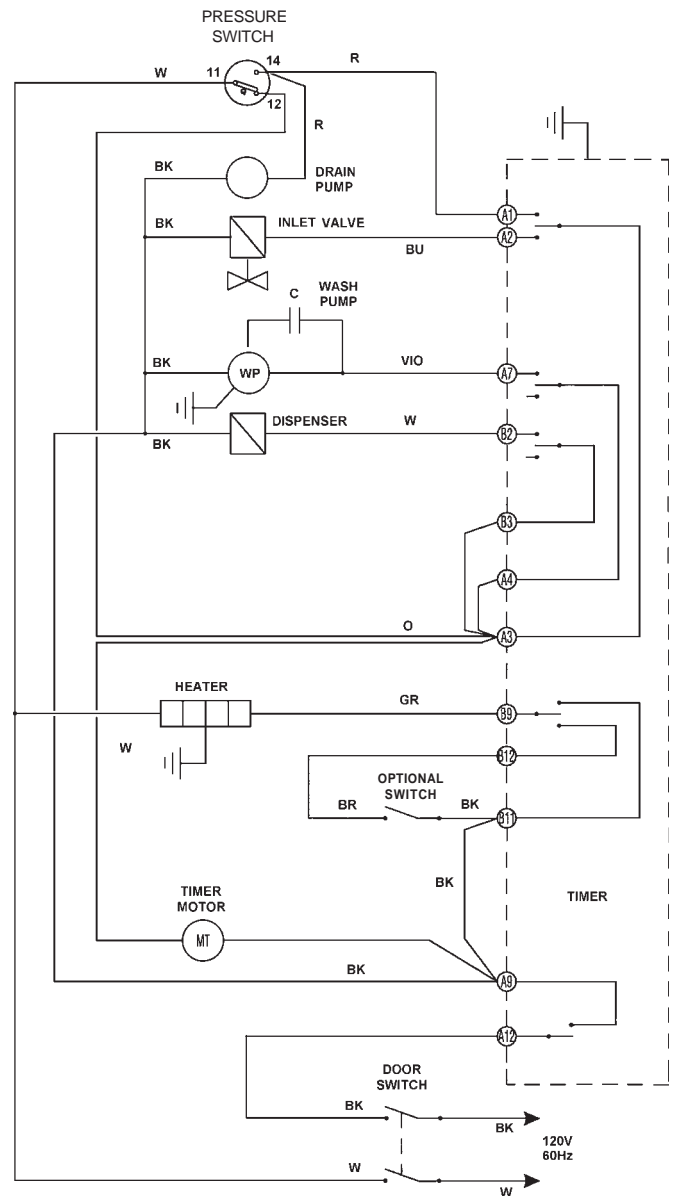 PRESSURE
SWITCH
14
R
W
11
12
R
BK
DRAIN
PUMP
A1
BK
INLET VALVE
A2
BU
C
WASH
PUMP
BK
WP
VIO
A7
DISPENSER
W
B2
BK
B3
A4
O
A3
HEATER
GR
B9
W
B12
OPTIONAL
SWITCH
BR
BK
B11
BK
TIMER
MOTOR
TIMER
MT
BK
A9
A12
DOOR
SWITCH
BK
BK
120V
60Hz
W
W